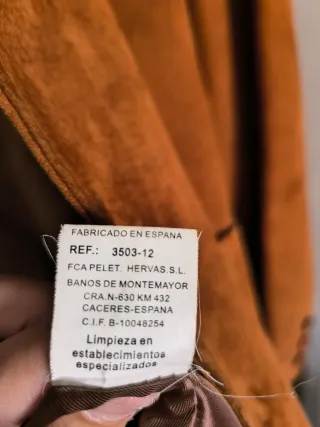 FABRICADO EN ESPANA
REF.: 3503-12
FCA PELET. HERVAS.S.L.
BANOS DE MONTEMAYOR
CRA.N-630 KM 432
CACERES-ESPANA
C.I.F. B-10048254
Limpieza en
establecimientos
especializados